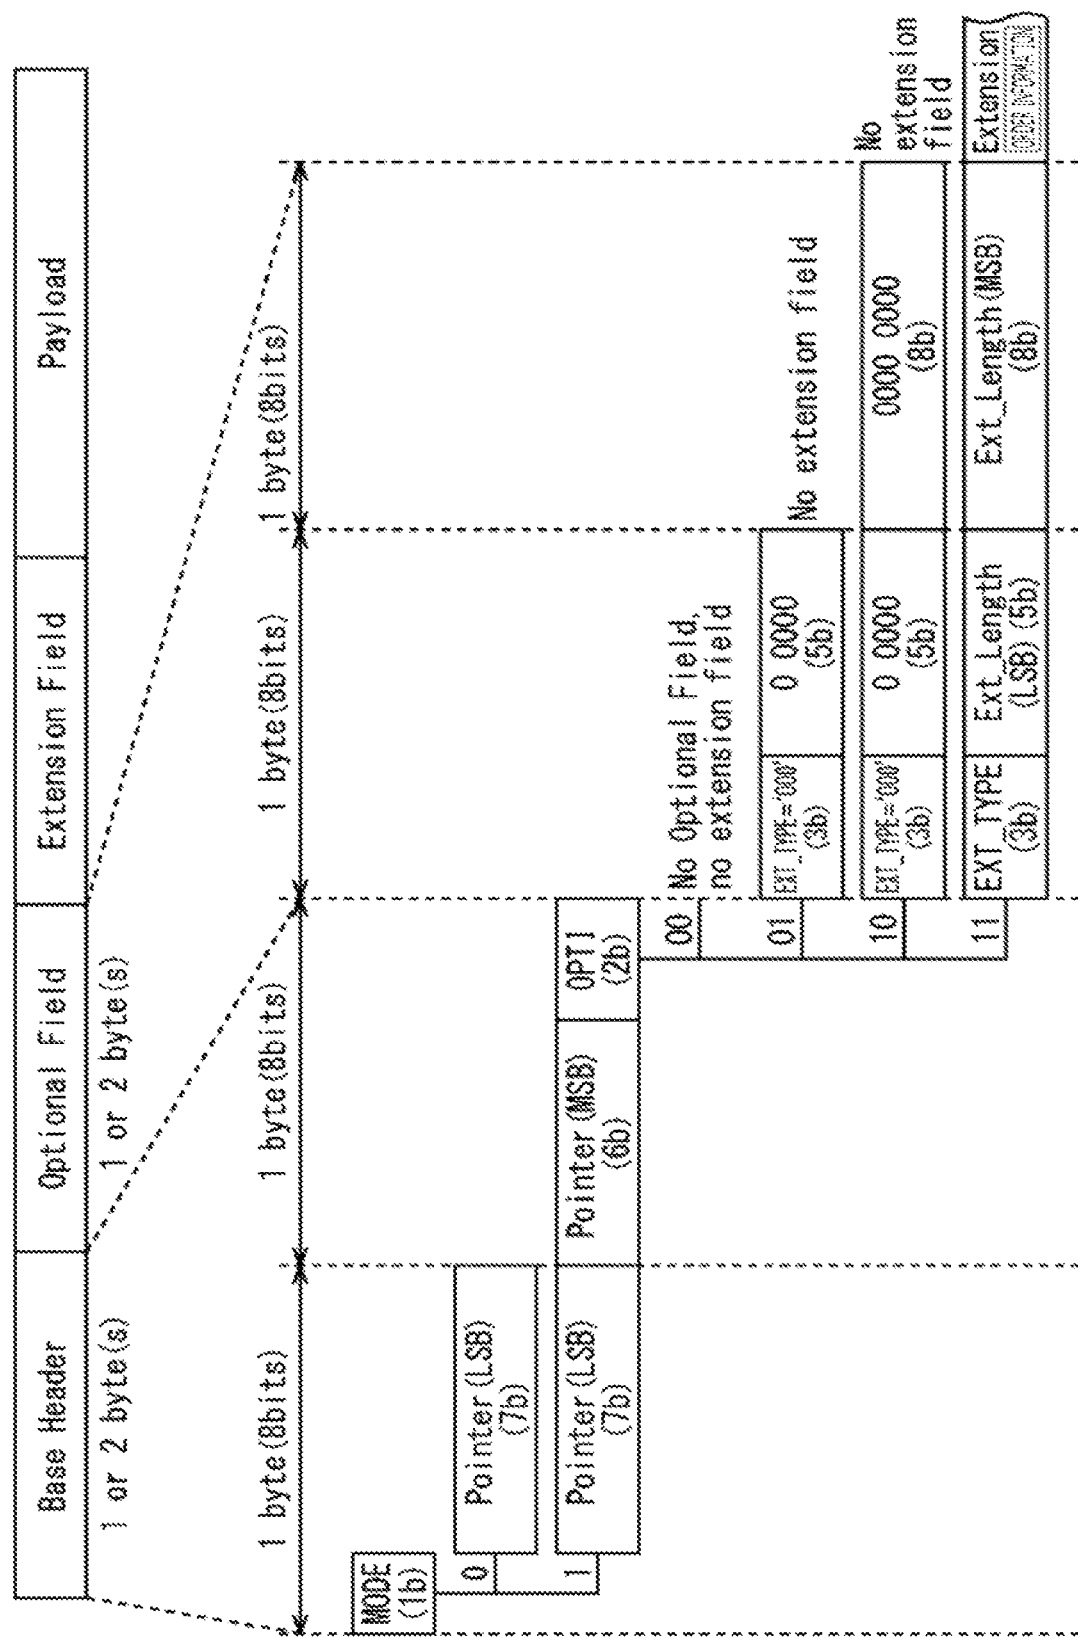 Base Header
Optional Field
Extension Field
Payload
1 or 2 byte(s)
1 or 2 byte(s)
1 byte(8bits)
1 byte(8bits)
1 byte(8bits)
1 byte(8bits)
MODE
(1b)
0
Pointer(LSB)
(7b)
1
Pointer(LSB)
(7b)
Pointer(MSB)
(6b)
OPTI
(2b)
00
No Optional Field,
no extension field
01
EXT_TYPE='000'
(3b)
0 0000
(5b)
No extension field
10
EXT_TYPE='000'
(3b)
0 0000
(5b)
0000 0000
(8b)
No
extension
field
11
EXT_TYPE
(3b)
Ext_Length
(LSB) (5b)
Ext_Length(MSB)
(8b)
Extension
ORDER INFORMATION